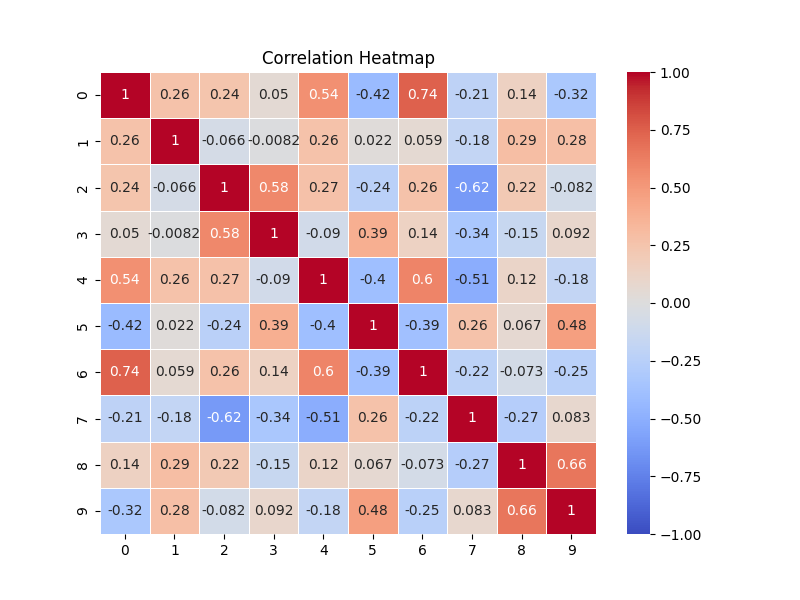 Correlation Heatmap
0 1 0.26 0.24 0.05 0.54 -0.42 0.74 -0.21 0.14 -0.32
1 0.26 1 -0.066 -0.0082 0.26 0.022 0.059 -0.18 0.29 0.28
2 0.24 -0.066 1 0.58 0.27 -0.24 0.26 -0.62 0.22 -0.082
3 0.05 -0.0082 0.58 1 -0.09 0.39 0.14 -0.34 -0.15 0.092
4 0.54 0.26 0.27 -0.09 1 -0.4 0.6 -0.51 0.12 -0.18
5 -0.42 0.022 -0.24 0.39 -0.4 1 -0.39 0.26 0.067 0.48
6 0.74 0.059 0.26 0.14 0.6 -0.39 1 -0.22 -0.073 -0.25
7 -0.21 -0.18 -0.62 -0.34 -0.51 0.26 -0.22 1 -0.27 0.083
8 0.14 0.29 0.22 -0.15 0.12 0.067 -0.073 -0.27 1 0.66
9 -0.32 0.28 -0.082 0.092 -0.18 0.48 -0.25 0.083 0.66 1
0 1 2 3 4 5 6 7 8 9
1.00
0.75
0.50
0.25
0.00
−0.25
−0.50
−0.75
−1.00